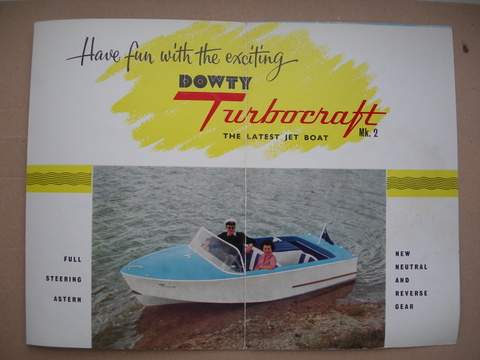 Have fun with the exciting
DOWTY
Turbocraft
Mk. 2
THE LATEST JET BOAT
FULL
STEERING
ASTERN
NEW
NEUTRAL
AND
REVERSE
GEAR